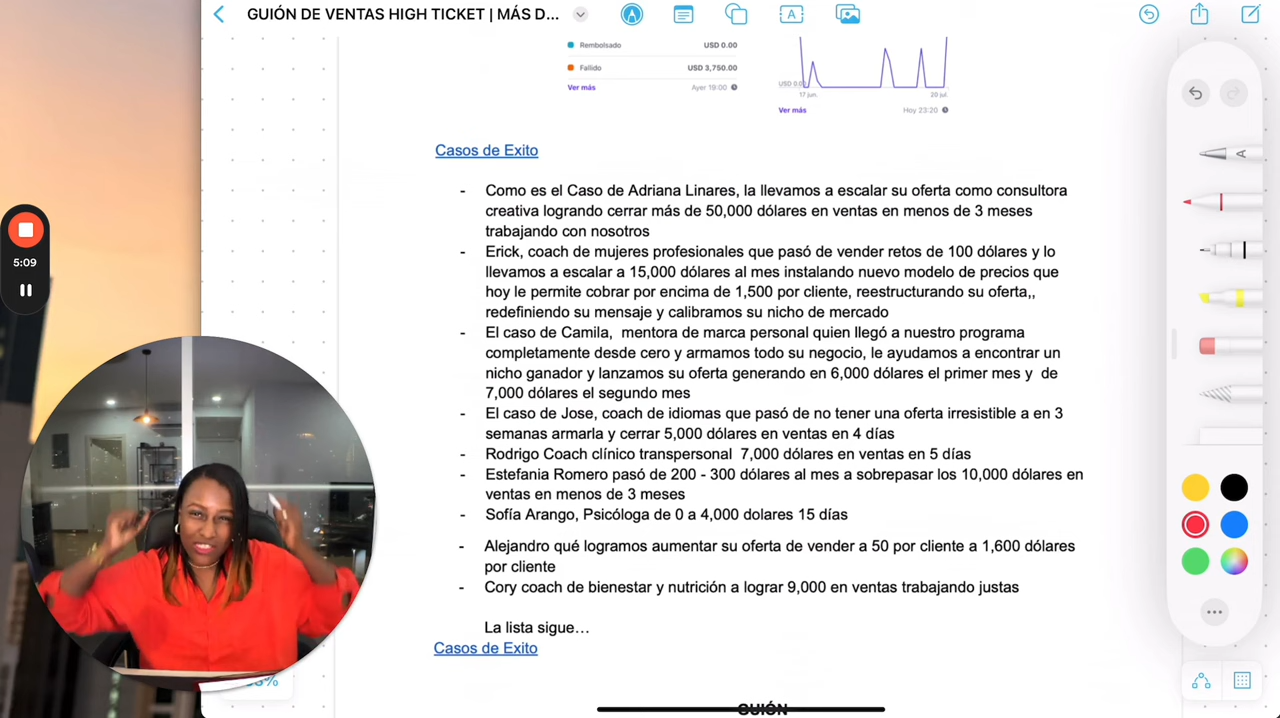 GUIÓN DE VENTAS HIGH TICKET | MÁS D...
A
Rembolsado USD 0.00
Fallido USD 3,750.00
Ver más Ayer 19:00
17 jun. 20 jul.
Ver más Hoy 23:20
Casos de Exito
- Como es el Caso de Adriana Linares, la llevamos a escalar su oferta como consultora
creativa logrando cerrar más de 50,000 dólares en ventas en menos de 3 meses
trabajando con nosotros
- Erick, coach de mujeres profesionales que pasó de vender retos de 100 dólares y lo
llevamos a escalar a 15,000 dólares al mes instalando nuevo modelo de precios que
hoy le permite cobrar por encima de 1,500 por cliente, reestructurando su oferta,,
redefiniendo su mensaje y calibramos su nicho de mercado
- El caso de Camila, mentora de marca personal quien llegó a nuestro programa
completamente desde cero y armamos todo su negocio, le ayudamos a encontrar un
nicho ganador y lanzamos su oferta generando en 6,000 dólares el primer mes y de
7,000 dólares el segundo mes
- El caso de Jose, coach de idiomas que pasó de no tener una oferta irresistible a en 3
semanas armarla y cerrar 5,000 dólares en ventas en 4 días
- Rodrigo Coach clínico transpersonal 7,000 dólares en ventas en 5 días
- Estefania Romero pasó de 200 - 300 dólares al mes a sobrepasar los 10,000 dólares en
ventas en menos de 3 meses
- Sofía Arango, Psicóloga de 0 a 4,000 dolares 15 días
- Alejandro qué logramos aumentar su oferta de vender a 50 por cliente a 1,600 dólares
por cliente
- Cory coach de bienestar y nutrición a lograr 9,000 en ventas trabajando justas
La lista sigue...
Casos de Exito
GUIÓN
5:09
A